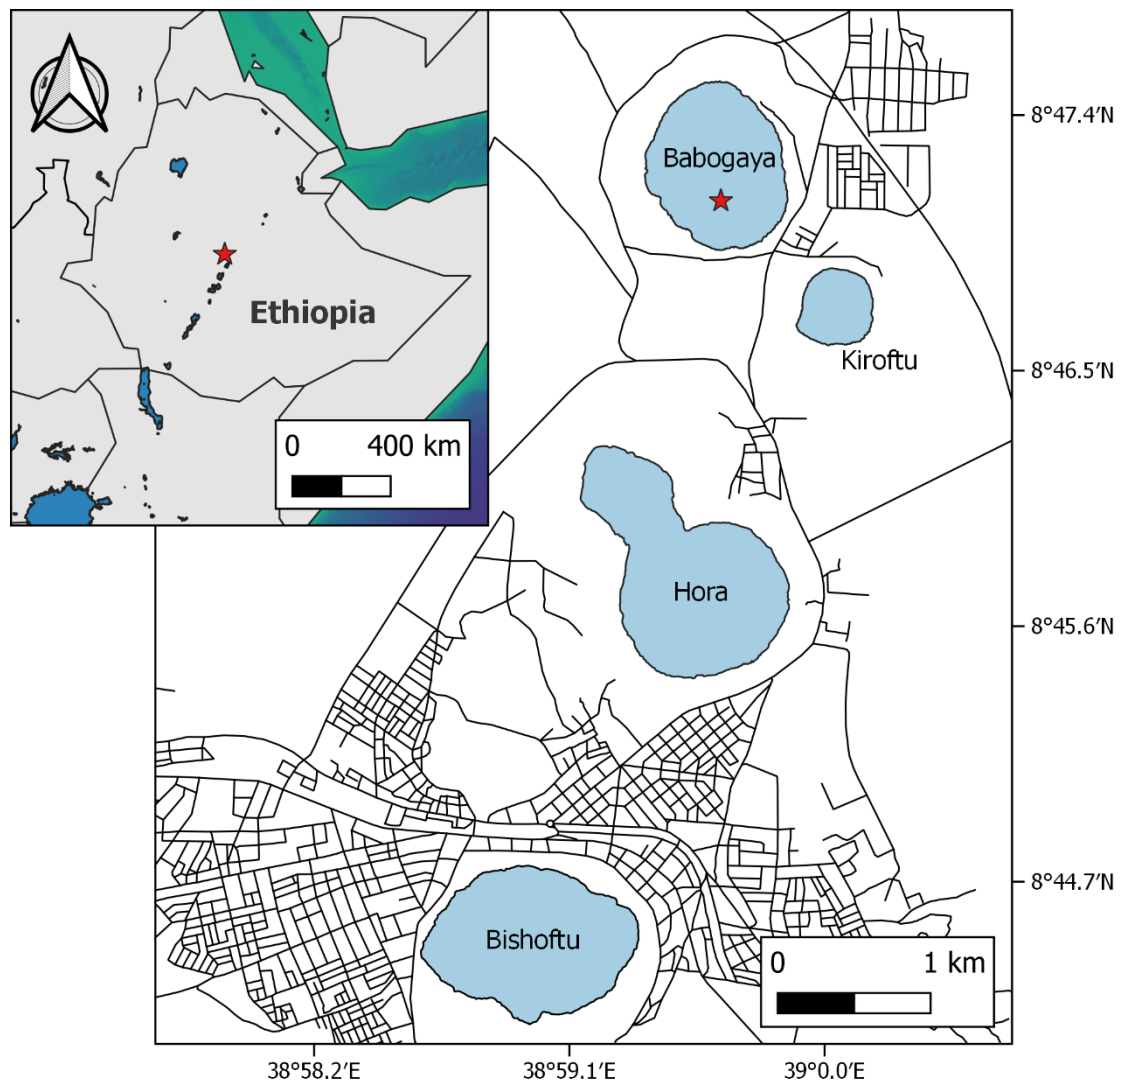 Ethiopia
0 400 km
Babogaya
Kiroftu
Hora
Bishoftu
0 1 km
8°47.4′N
8°46.5′N
8°45.6′N
8°44.7′N
38°58.2′E
38°59.1′E
39°0.0′E